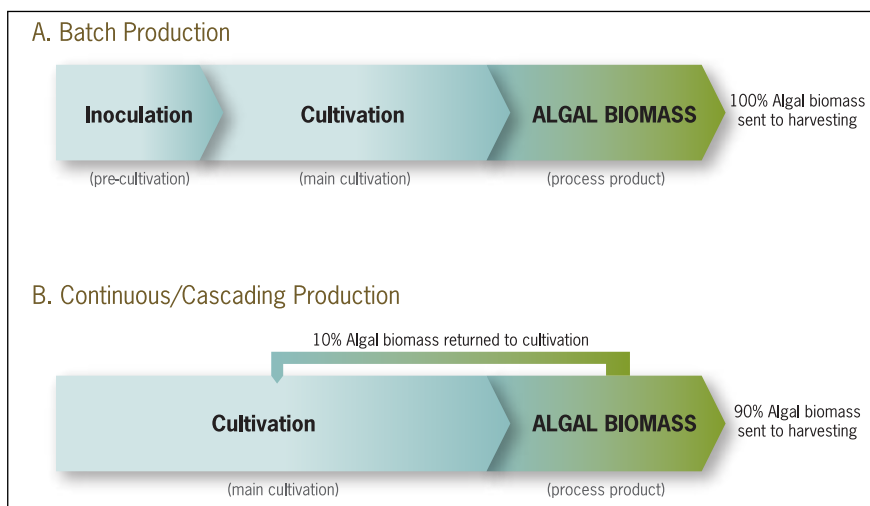 A. Batch Production
Inoculation
Cultivation
ALGAL BIOMASS
100% Algal biomass
sent to harvesting
(pre-cultivation)
(main cultivation)
(process product)
B. Continuous/Cascading Production
10% Algal biomass returned to cultivation
Cultivation
ALGAL BIOMASS
90% Algal biomass
sent to harvesting
(main cultivation)
(process product)